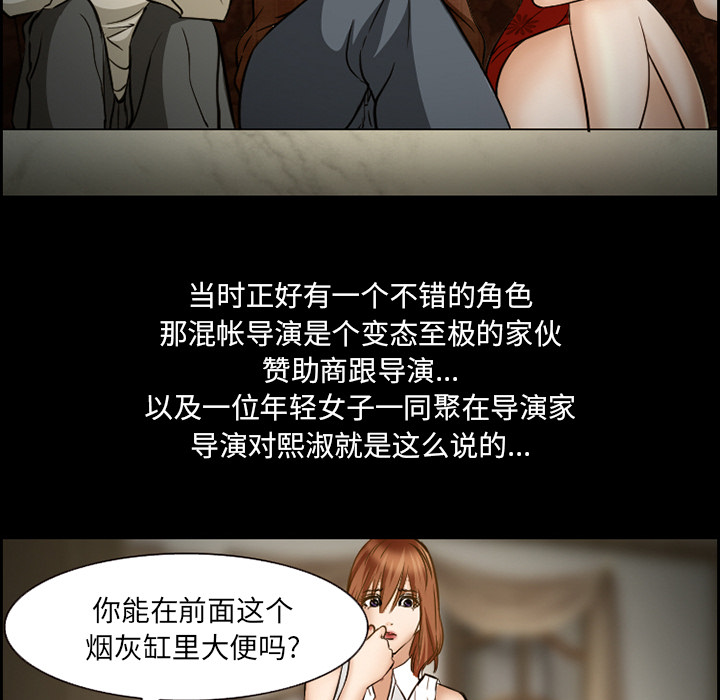 当时正好有一个不错的角色
那混帐导演是个变态至极的家伙
赞助商跟导演...
以及一位年轻女子一同聚在导演家
导演对熙淑就是这么说的...
你能在前面这个
烟灰缸里大便吗?